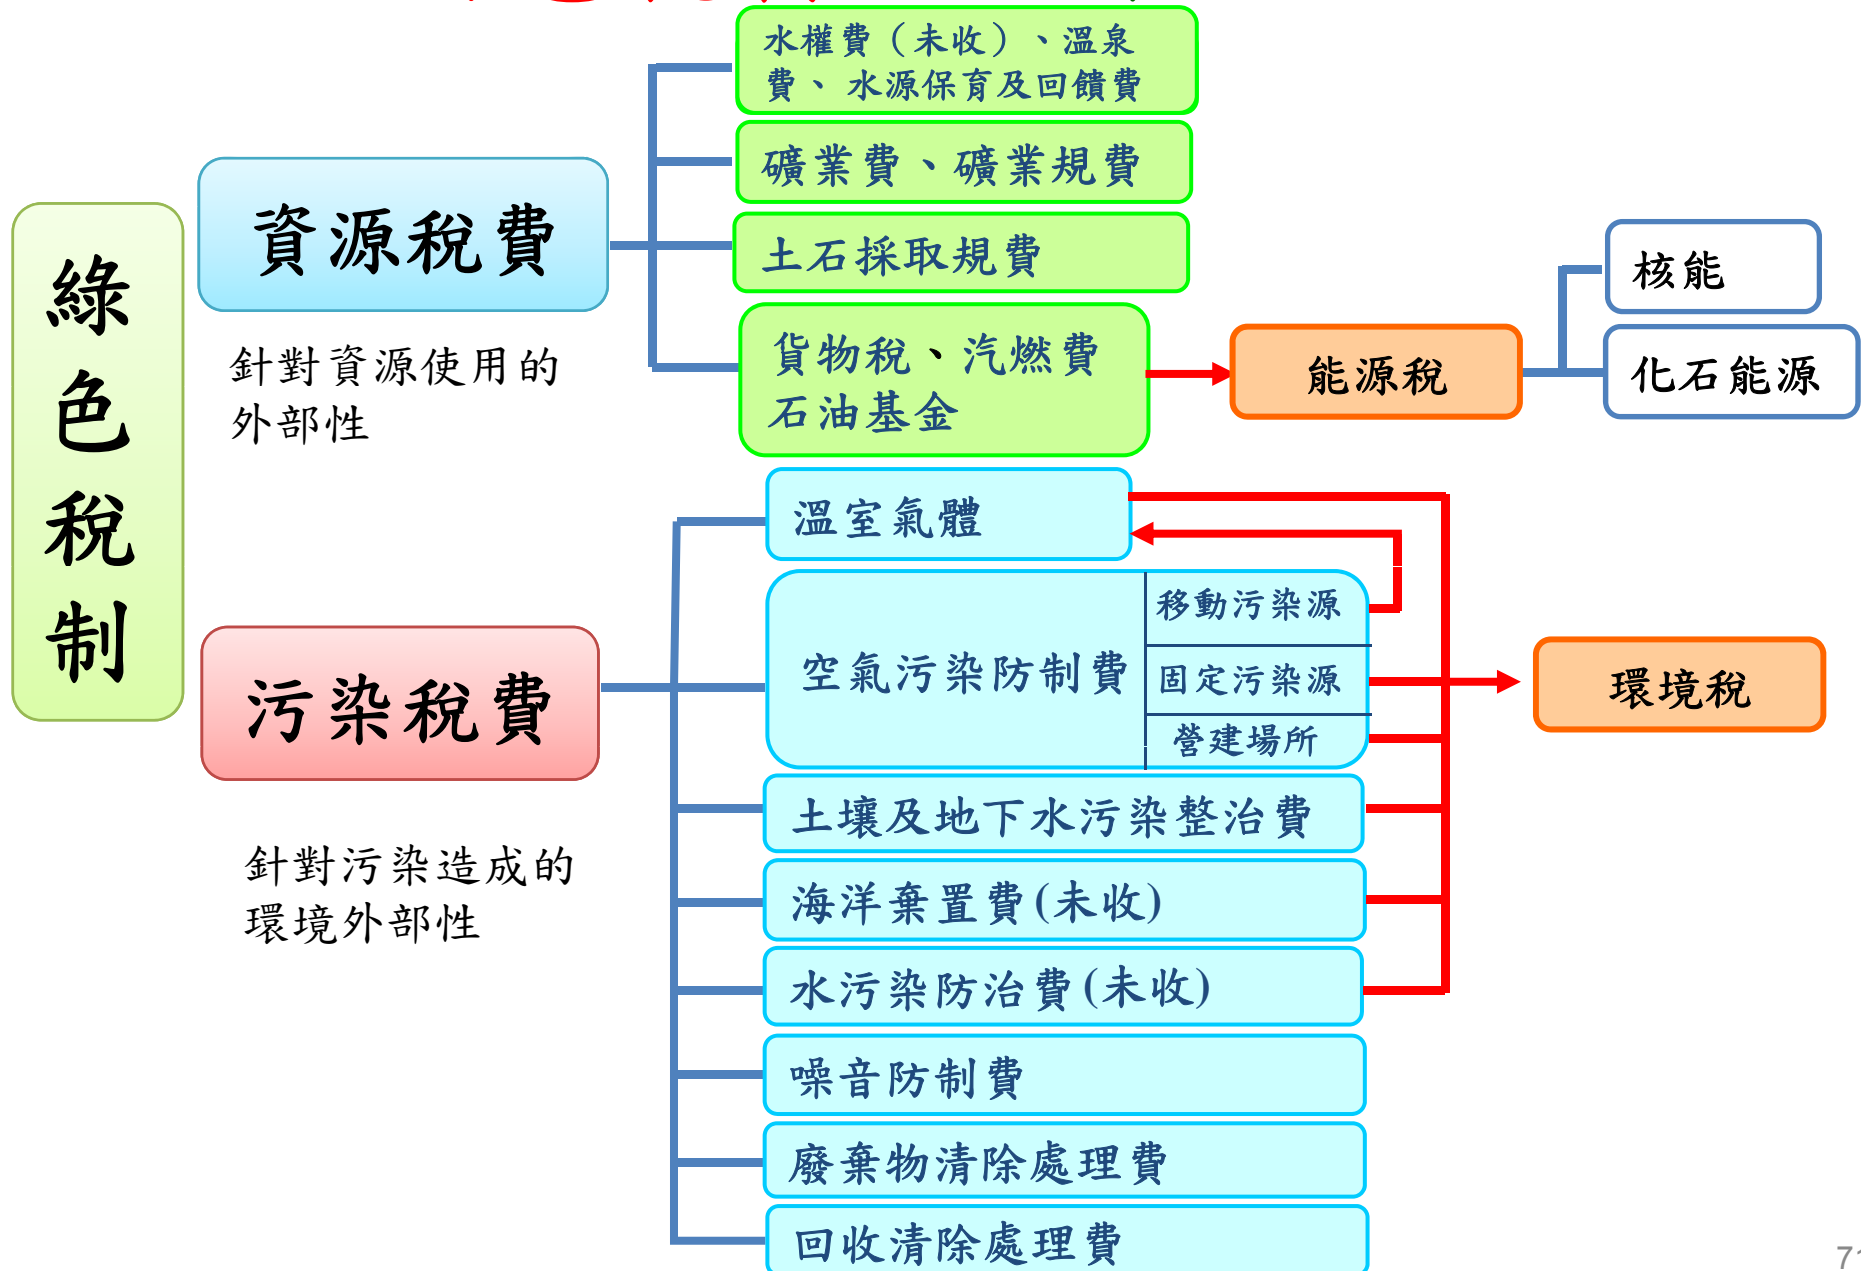 水權費（未收）、溫泉
費、水源保育及回饋費
礦業費、礦業規費
資源稅費
土石採取規費
核能
綠
色
稅
制
貨物稅、汽燃費
石油基金
能源稅
化石能源
針對資源使用的
外部性
溫室氣體
空氣污染防制費
移動污染源
固定污染源
營建場所
污染稅費
環境稅
土壤及地下水污染整治費
針對污染造成的
環境外部性
海洋棄置費(未收)
水污染防治費(未收)
噪音防制費
廢棄物清除處理費
回收清除處理費
71